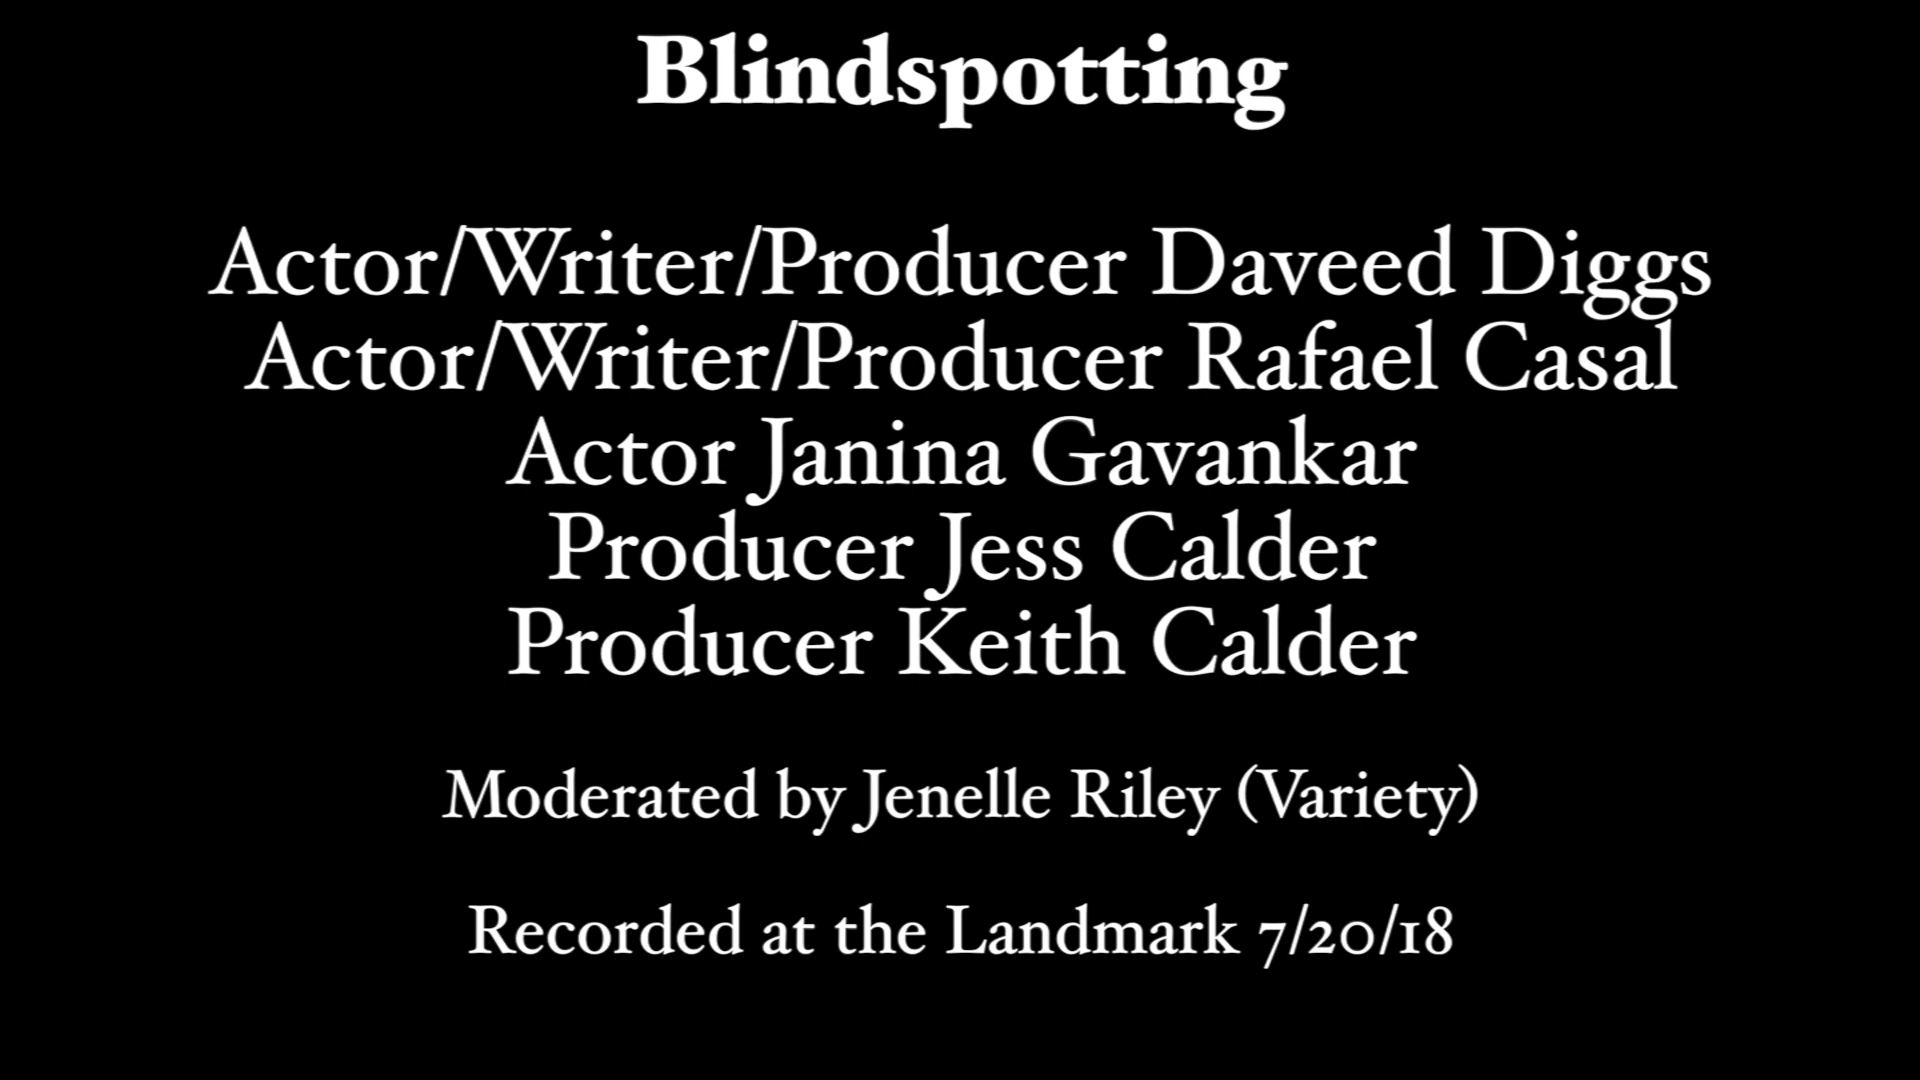 Blindspotting
Actor/Writer/Producer Daveed Diggs
Actor/Writer/Producer Rafael Casal
Actor Janina Gavankar
Producer Jess Calder
Producer Keith Calder
Moderated by Jenelle Riley (Variety)
Recorded at the Landmark 7/20/18